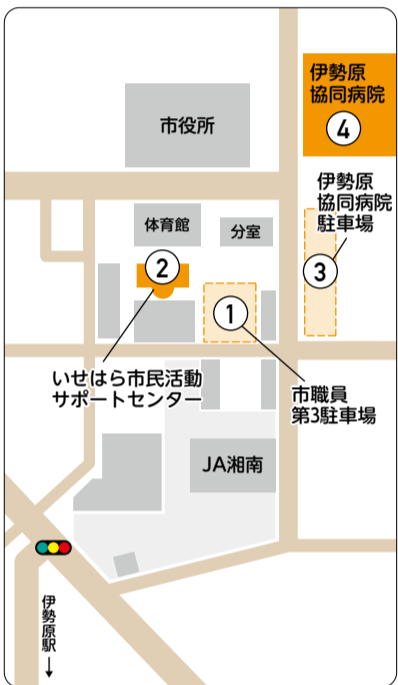 伊勢原
協同病院
④
市役所
伊勢原
協同病院
駐車場
体育館
分室
②
③
①
いせはら市民活動
サポートセンター
市職員
第3駐車場
JA湘南
伊勢原駅↓